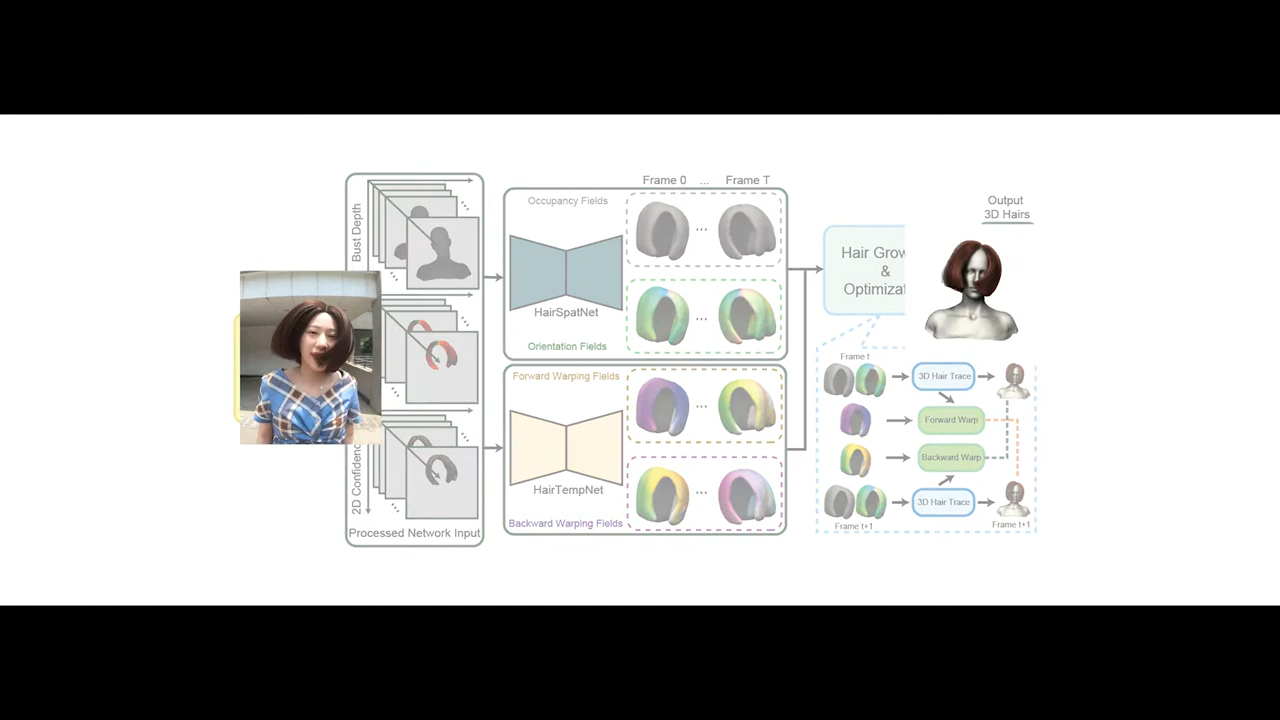 Bust Depth
2D Confidenc
Processed Network Input
Frame 0 ... Frame T
Occupancy Fields
HairSpatNet
Orientation Fields
Forward Warping Fields
HairTempNet
Backward Warping Fields
Hair Grow
&
Optimizat
Output
3D Hairs
Frame t
3D Hair Trace
Forward Warp
Backward Warp
3D Hair Trace
Frame t+1
Frame t+1